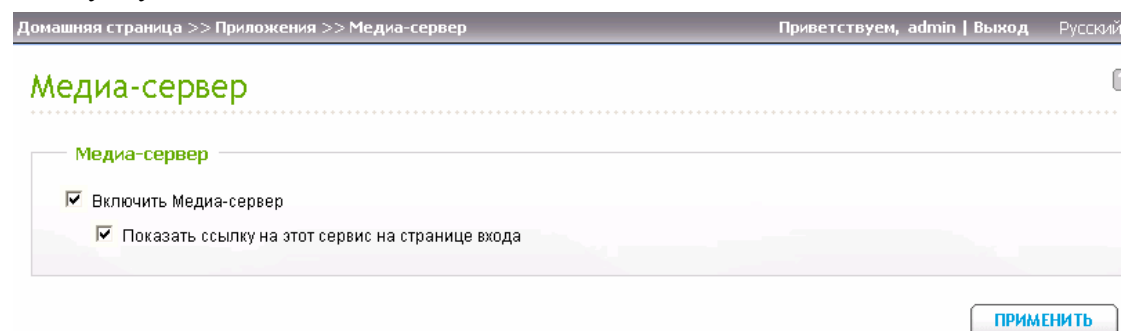 Домашняя страница >> Приложения >> Медиа-сервер Приветствуем, admin | Выход Русский
Медиа-сервер
Медиа-сервер
Включить Медиа-сервер
Показать ссылку на этот сервис на странице входа
ПРИМЕНИТЬ